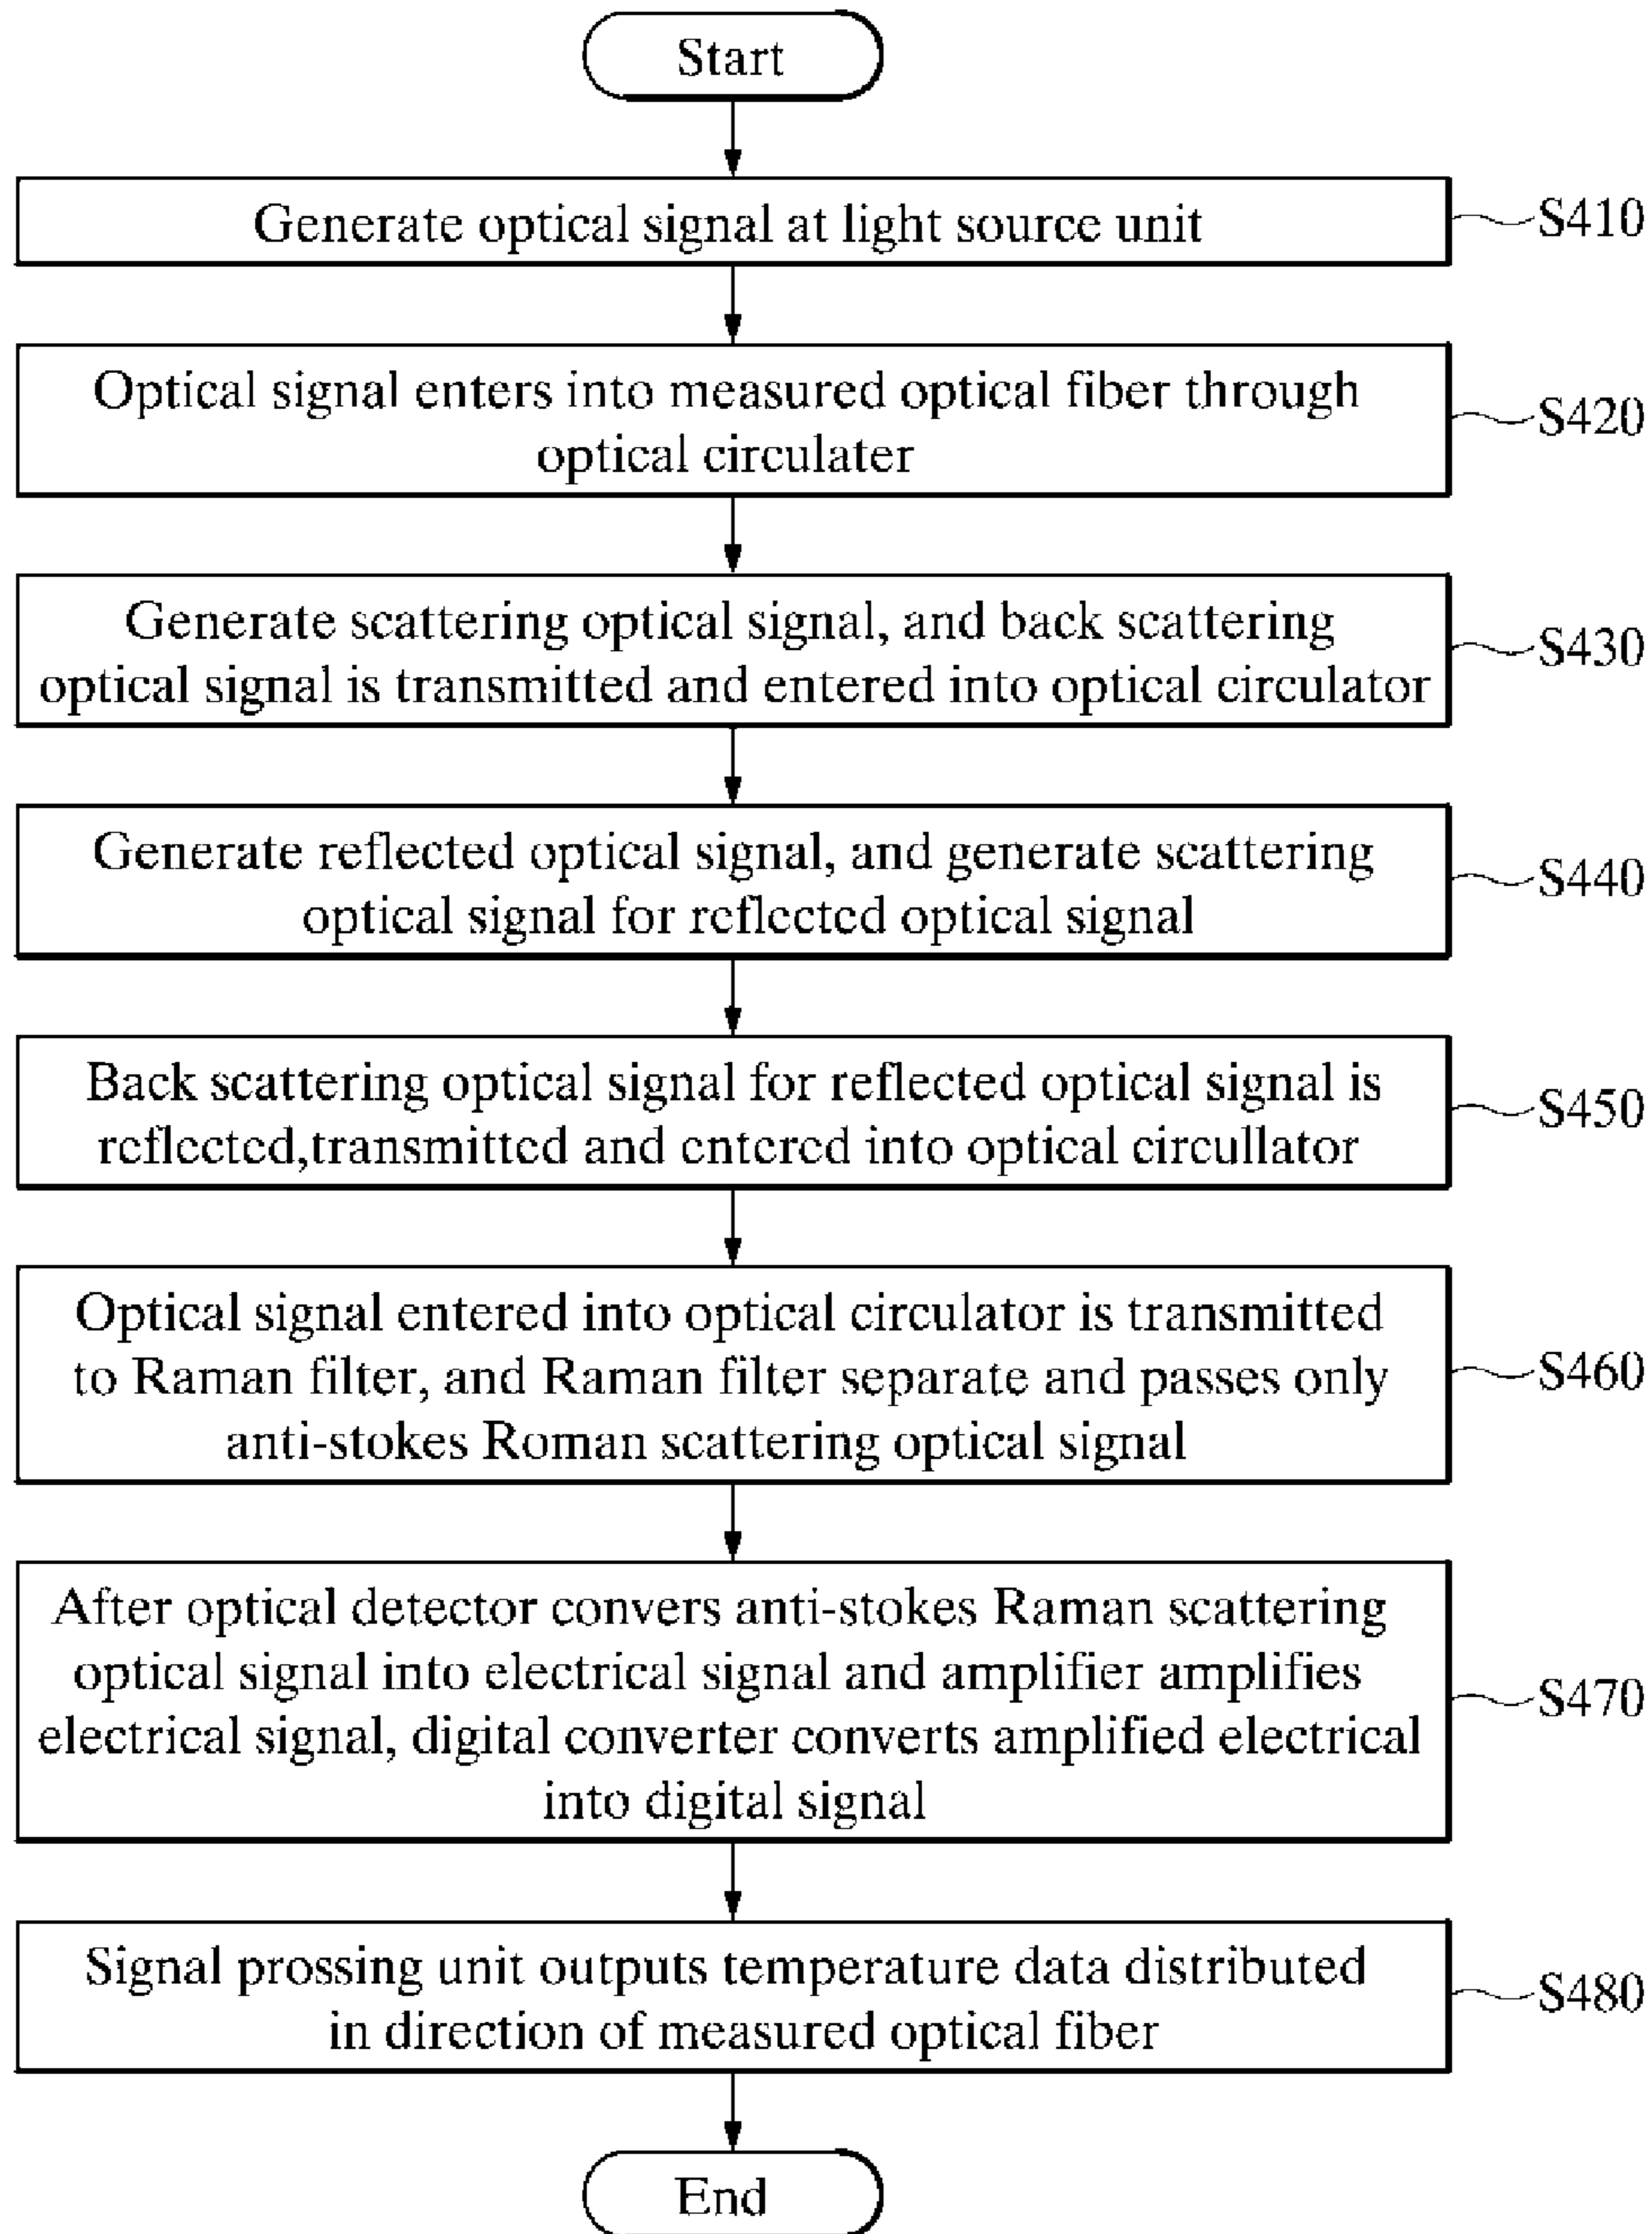 Start
Generate optical signal at light source unit
S410
Optical signal enters into measured optical fiber through
optical circulater
S420
Generate scattering optical signal, and back scattering
optical signal is transmitted and entered into optical circulator
S430
Generate reflected optical signal, and generate scattering
optical signal for reflected optical signal
S440
Back scattering optical signal for reflected optical signal is
reflected,transmitted and entered into optical circullator
S450
Optical signal entered into optical circulator is transmitted
to Raman filter, and Raman filter separate and passes only
anti-stokes Roman scattering optical signal
S460
After optical detector convers anti-stokes Raman scattering
optical signal into electrical signal and amplifier amplifies
electrical signal, digital converter converts amplified electrical
into digital signal
S470
Signal prossing unit outputs temperature data distributed
in direction of measured optical fiber
S480
End